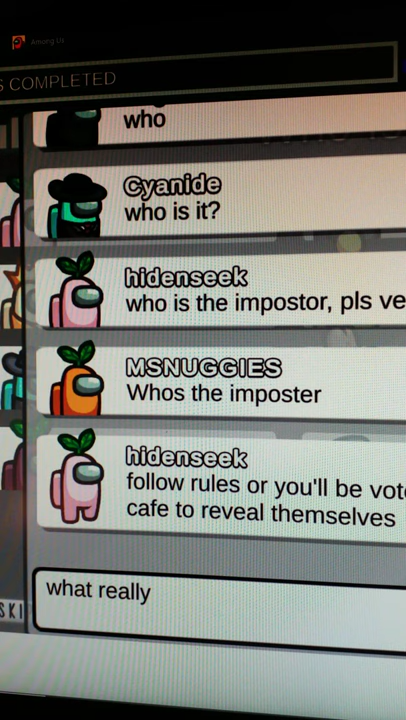 Among Us
S COMPLETED
who
Cyanide
who is it?
hidenseek
who is the impostor, pls ve
MSNUGGIES
Whos the imposter
hidenseek
follow rules or you'll be vot
cafe to reveal themselves
what really
SKI